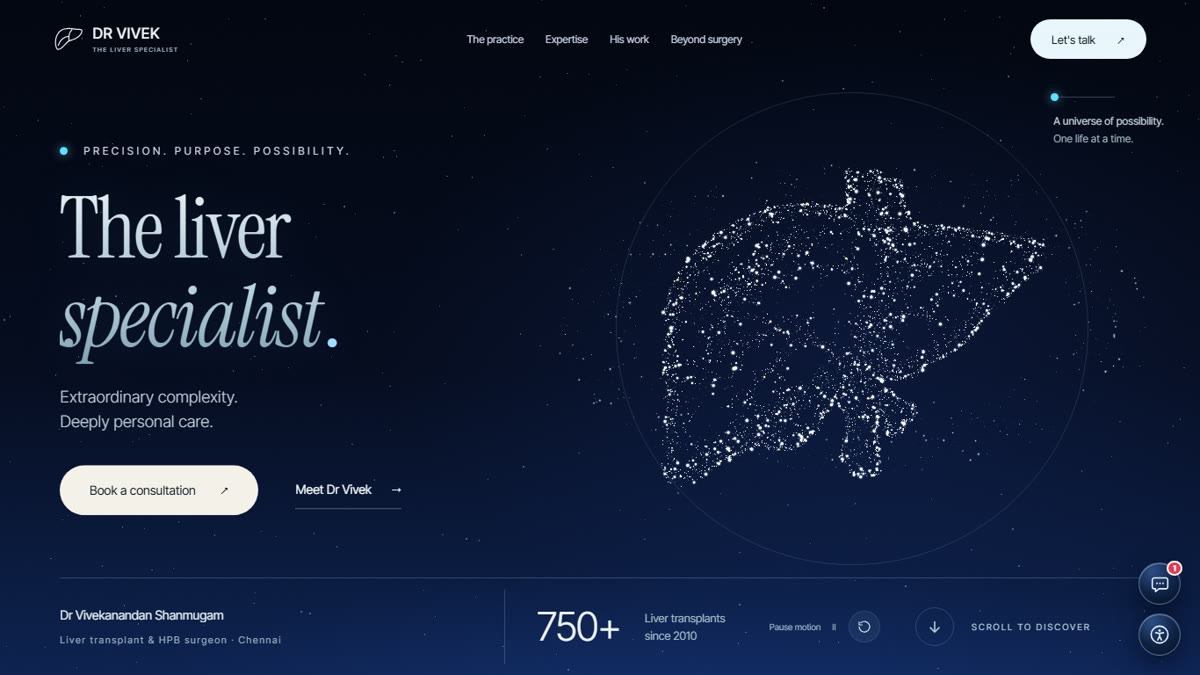 DR VIVEK
THE LIVER SPECIALIST
The practice
Expertise
His work
Beyond surgery
Let's talk ↗
A universe of possibility.
One life at a time.
PRECISION. PURPOSE. POSSIBILITY.
The liver
specialist.
Extraordinary complexity.
Deeply personal care.
Book a consultation ↗
Meet Dr Vivek →
Dr Vivekanandan Shanmugam
Liver transplant & HPB surgeon · Chennai
750+
Liver transplants
since 2010
Pause motion
SCROLL TO DISCOVER
1